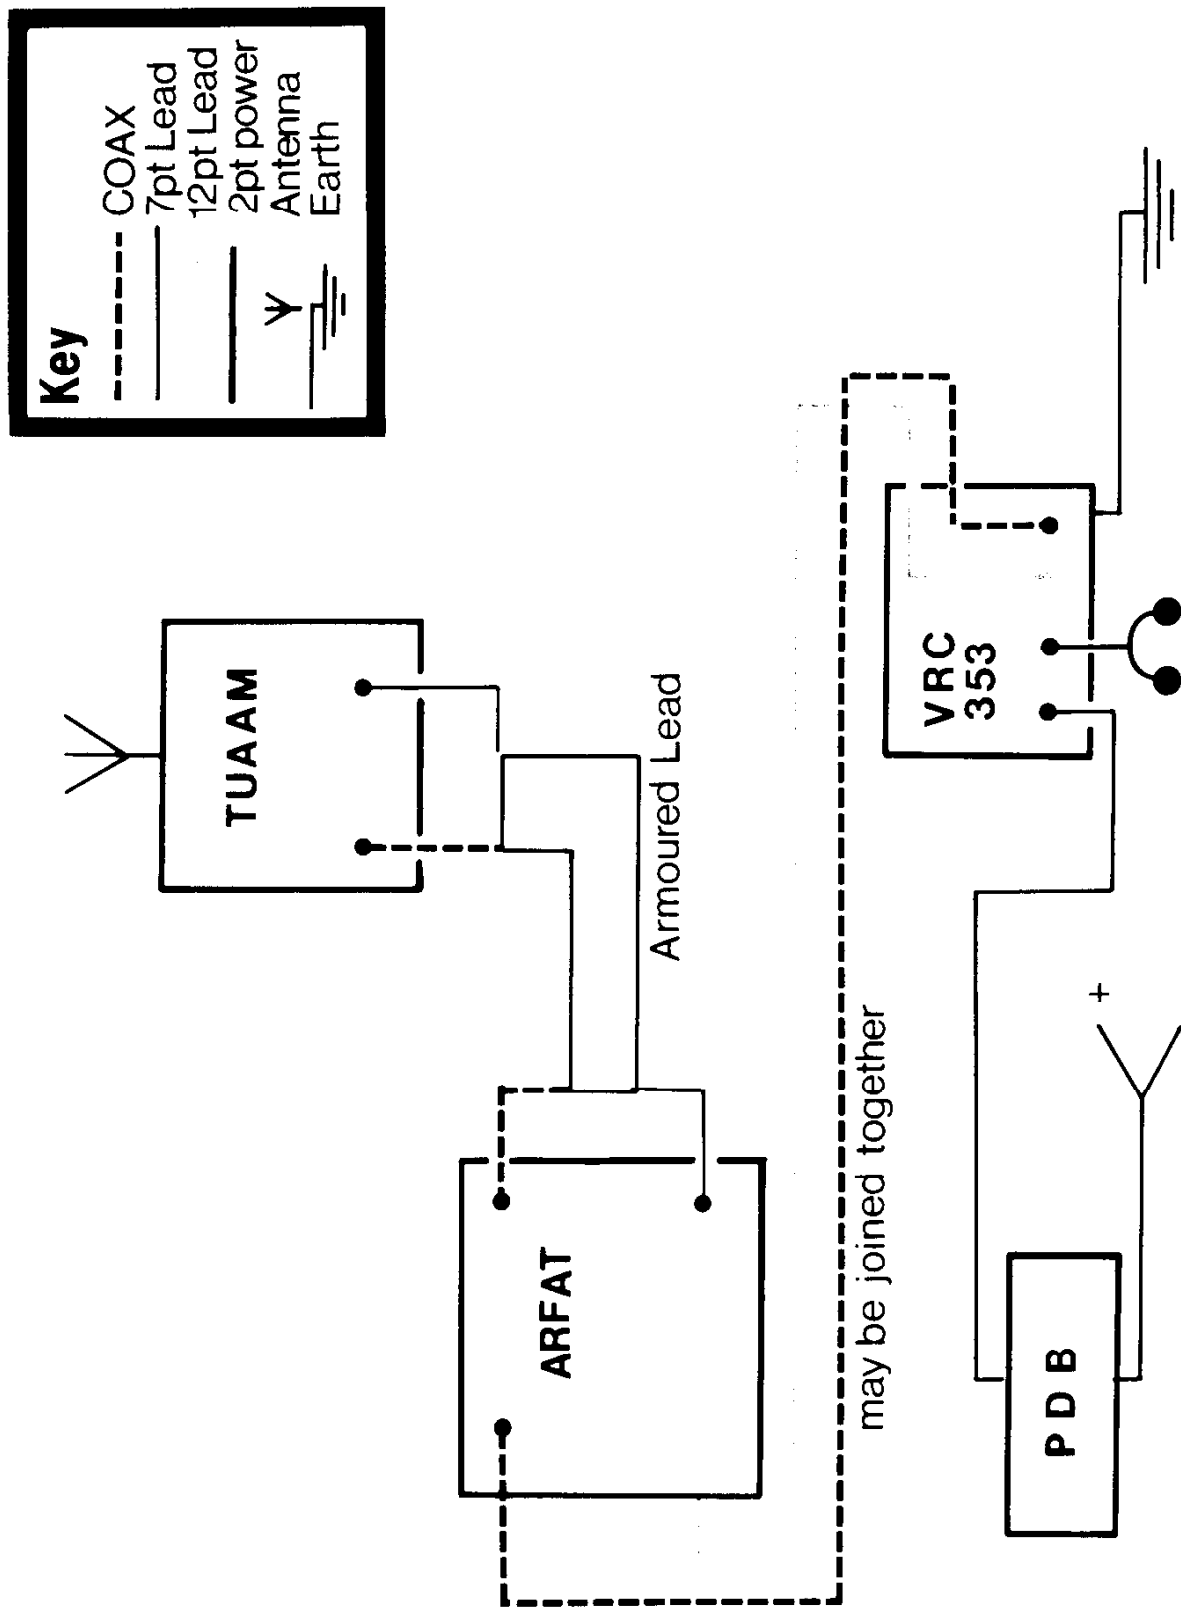 Key
COAX
7pt Lead
12pt Lead
2pt power
Antenna
Earth
TUAAM
Armoured Lead
ARFAT
VRC
353
may be joined together
+
PDB